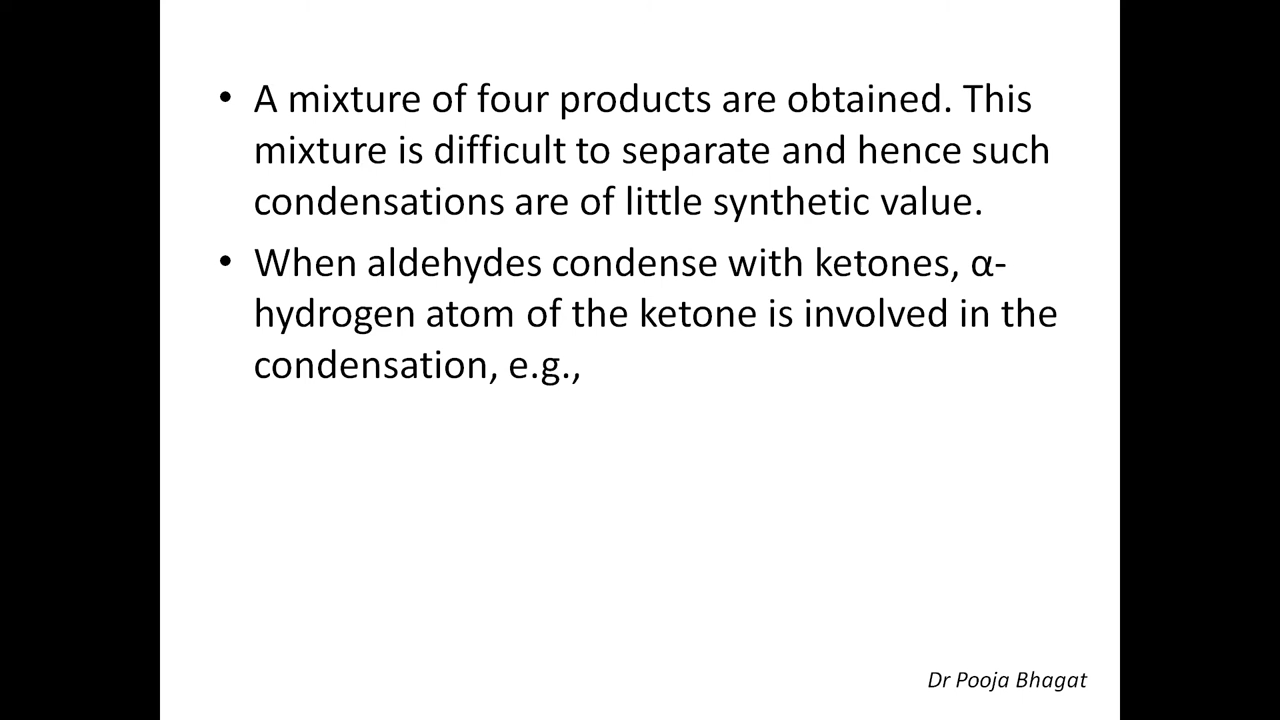 • A mixture of four products are obtained. This
mixture is difficult to separate and hence such
condensations are of little synthetic value.
• When aldehydes condense with ketones, α-
hydrogen atom of the ketone is involved in the
condensation, e.g.,
Dr Pooja Bhagat